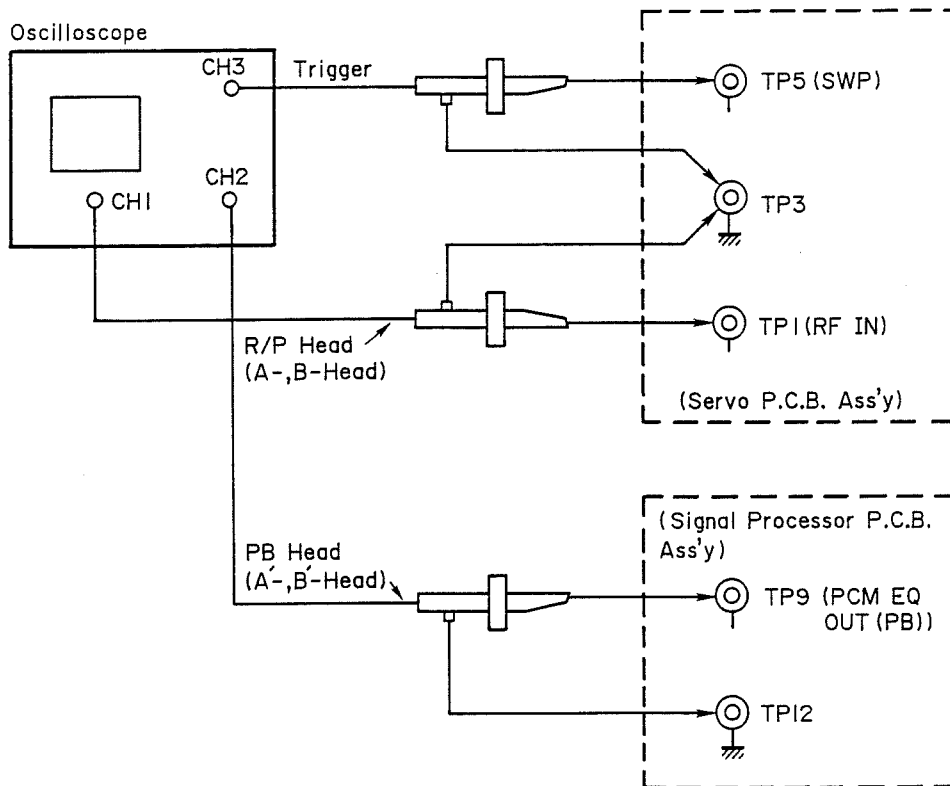 Oscilloscope
CH3
Trigger
TP5 (SWP)
CH2
CH1
TP3
R/P Head
(A-,B-Head)
TP1 (RF IN)
(Servo P.C.B. Ass'y)
(Signal Processor P.C.B.
Ass'y)
PB Head
(A'-,B'-Head)
TP9 (PCM EQ
OUT (PB))
TP12